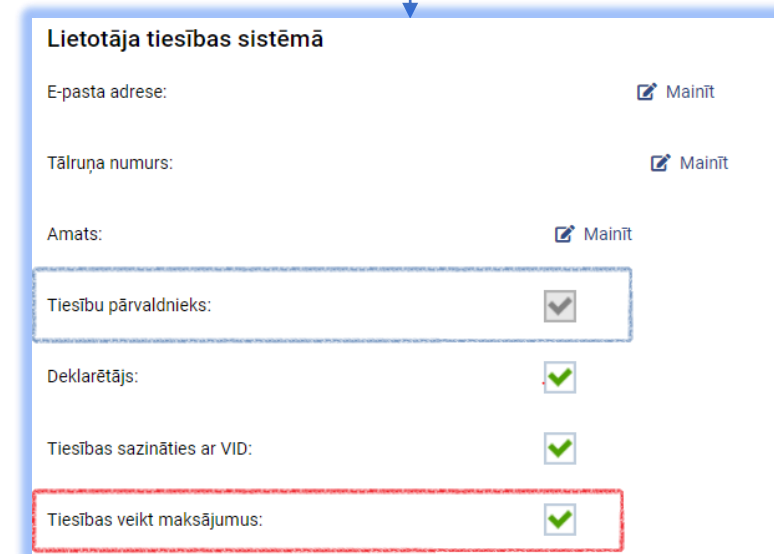 Lietotāja tiesības sistēmā
E-pasta adrese: Mainīt
Tālruņa numurs: Mainīt
Amats: Mainīt
Tiesību pārvaldnieks:
Deklarētājs:
Tiesības sazināties ar VID:
Tiesības veikt maksājumus: